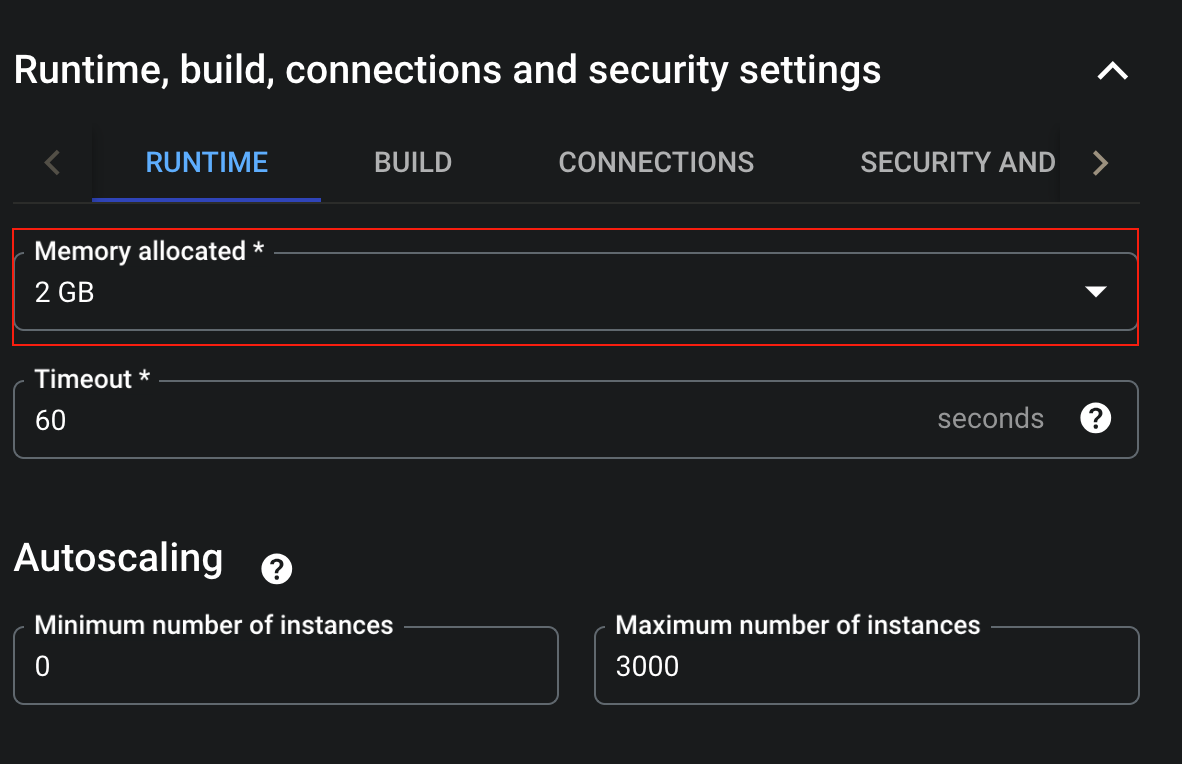 Runtime, build, connections and security settings
RUNTIME BUILD CONNECTIONS SECURITY AND
Memory allocated *
2 GB
Timeout *
60 seconds ?
Autoscaling ?
Minimum number of instances Maximum number of instances
0 3000